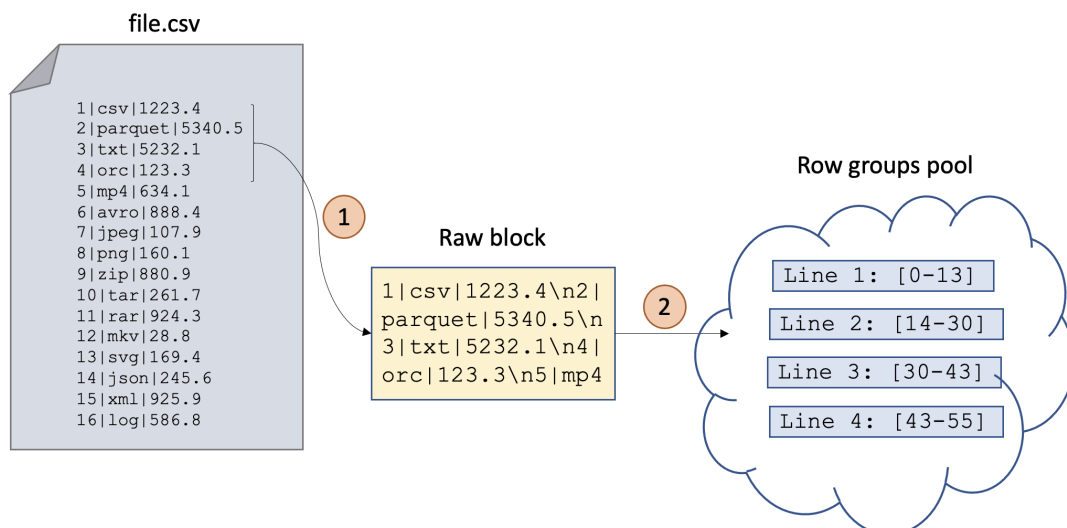 file.csv
1|csv|1223.4
2|parquet|5340.5
3|txt|5232.1
4|orc|123.3
5|mp4|634.1
6|avro|888.4
7|jpeg|107.9
8|png|160.1
9|zip|880.9
10|tar|261.7
11|rar|924.3
12|mkv|28.8
13|svg|169.4
14|json|245.6
15|xml|925.9
16|log|586.8
1
Raw block
1|csv|1223.4\n2|
parquet|5340.5\n
3|txt|5232.1\n4|
orc|123.3\n5|mp4
2
Row groups pool
Line 1: [0-13]
Line 2: [14-30]
Line 3: [30-43]
Line 4: [43-55]